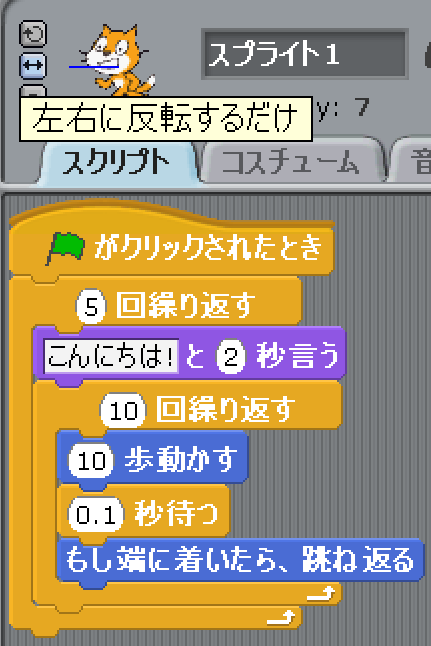 スプライト1
左右に反転するだけ
y: 7
スクリプト
コスチューム
音
がクリックされたとき
5 回繰り返す
こんにちは! と 2 秒言う
10 回繰り返す
10 歩動かす
0.1 秒待つ
もし端に着いたら、跳ね返る